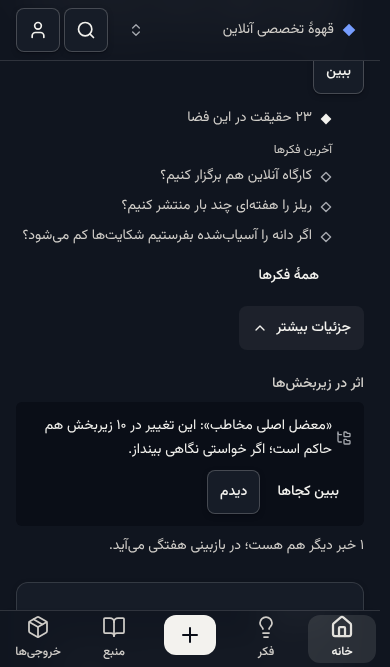 قهوهٔ تخصصی آنلاین
ببین
۲۳ حقیقت در این فضا
آخرین فکرها
کارگاه آنلاین هم برگزار کنیم؟
ریلز را هفته‌ای چند بار منتشر کنیم؟
اگر دانه را آسیاب‌شده بفرستیم شکایت‌ها کم می‌شود؟
همهٔ فکرها
جزئیات بیشتر
اثر در زیربخش‌ها
«معضل اصلی مخاطب»: این تغییر در ۱۰ زیربخش هم
حاکم است؛ اگر خواستی نگاهی بینداز.
ببین کجاها
دیدم
۱ خبر دیگر هم هست؛ در بازبینی هفتگی می‌آید.
خانه
فکر
منبع
خروجی‌ها